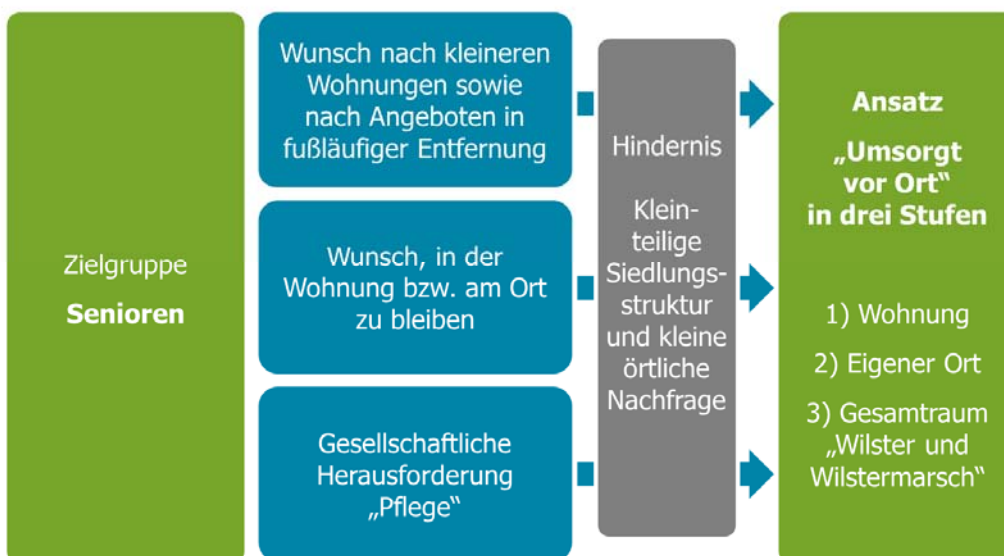 Zielgruppe
Senioren
Wunsch nach kleineren
Wohnungen sowie
nach Angeboten in
fußläufiger Entfernung
Wunsch, in der
Wohnung bzw. am Ort
zu bleiben
Gesellschaftliche
Herausforderung
„Pflege“
Hindernis
Klein-
teilige
Siedlungs-
struktur
und kleine
örtliche
Nachfrage
Ansatz
„Umsorgt
vor Ort“
in drei Stufen
1) Wohnung
2) Eigener Ort
3) Gesamtraum
„Wilster und
Wilstermarsch“